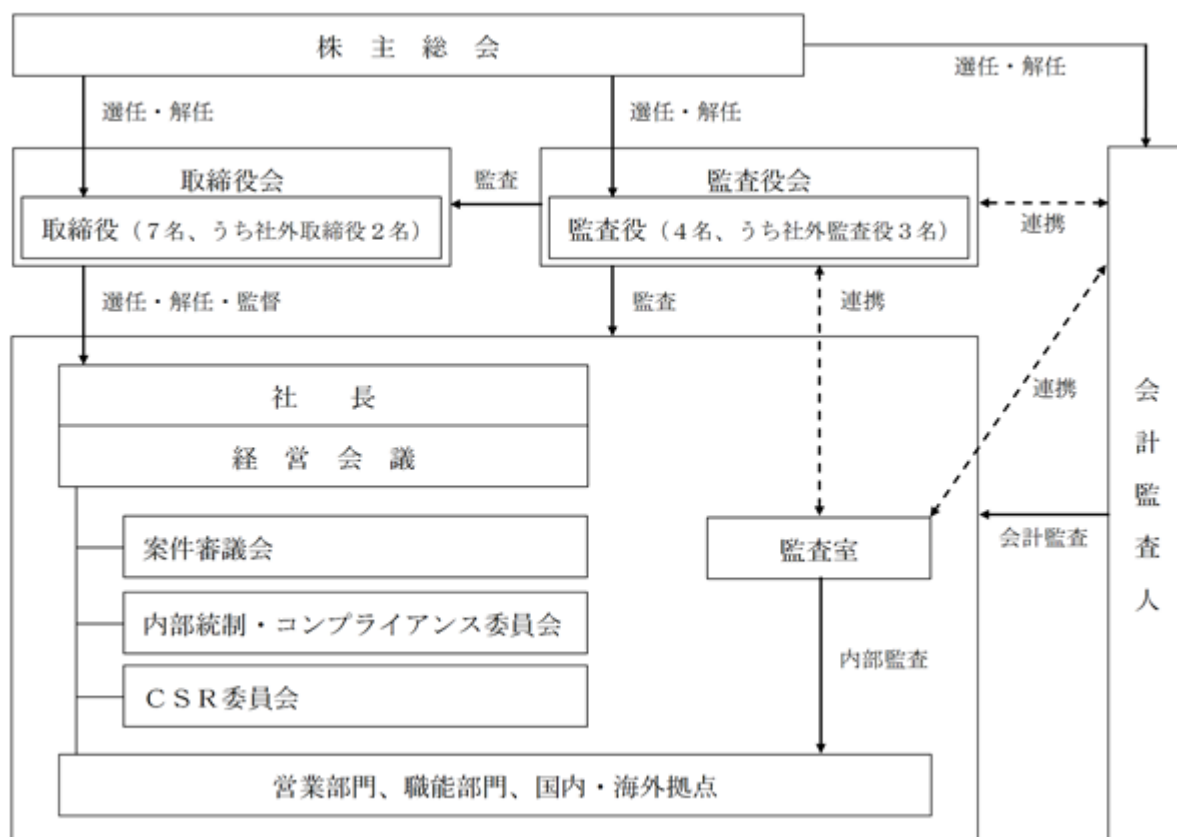 株主総会
選任・解任
選任・解任
選任・解任
取締役会
監査
監査役会
取締役（７名、うち社外取締役２名）
監査役（４名、うち社外監査役３名）
連携
選任・解任・監督
監査
連携
社長
連携
会計監査人
経営会議
案件審議会
監査室
会計監査
内部統制・コンプライアンス委員会
内部監査
ＣＳＲ委員会
営業部門、職能部門、国内・海外拠点